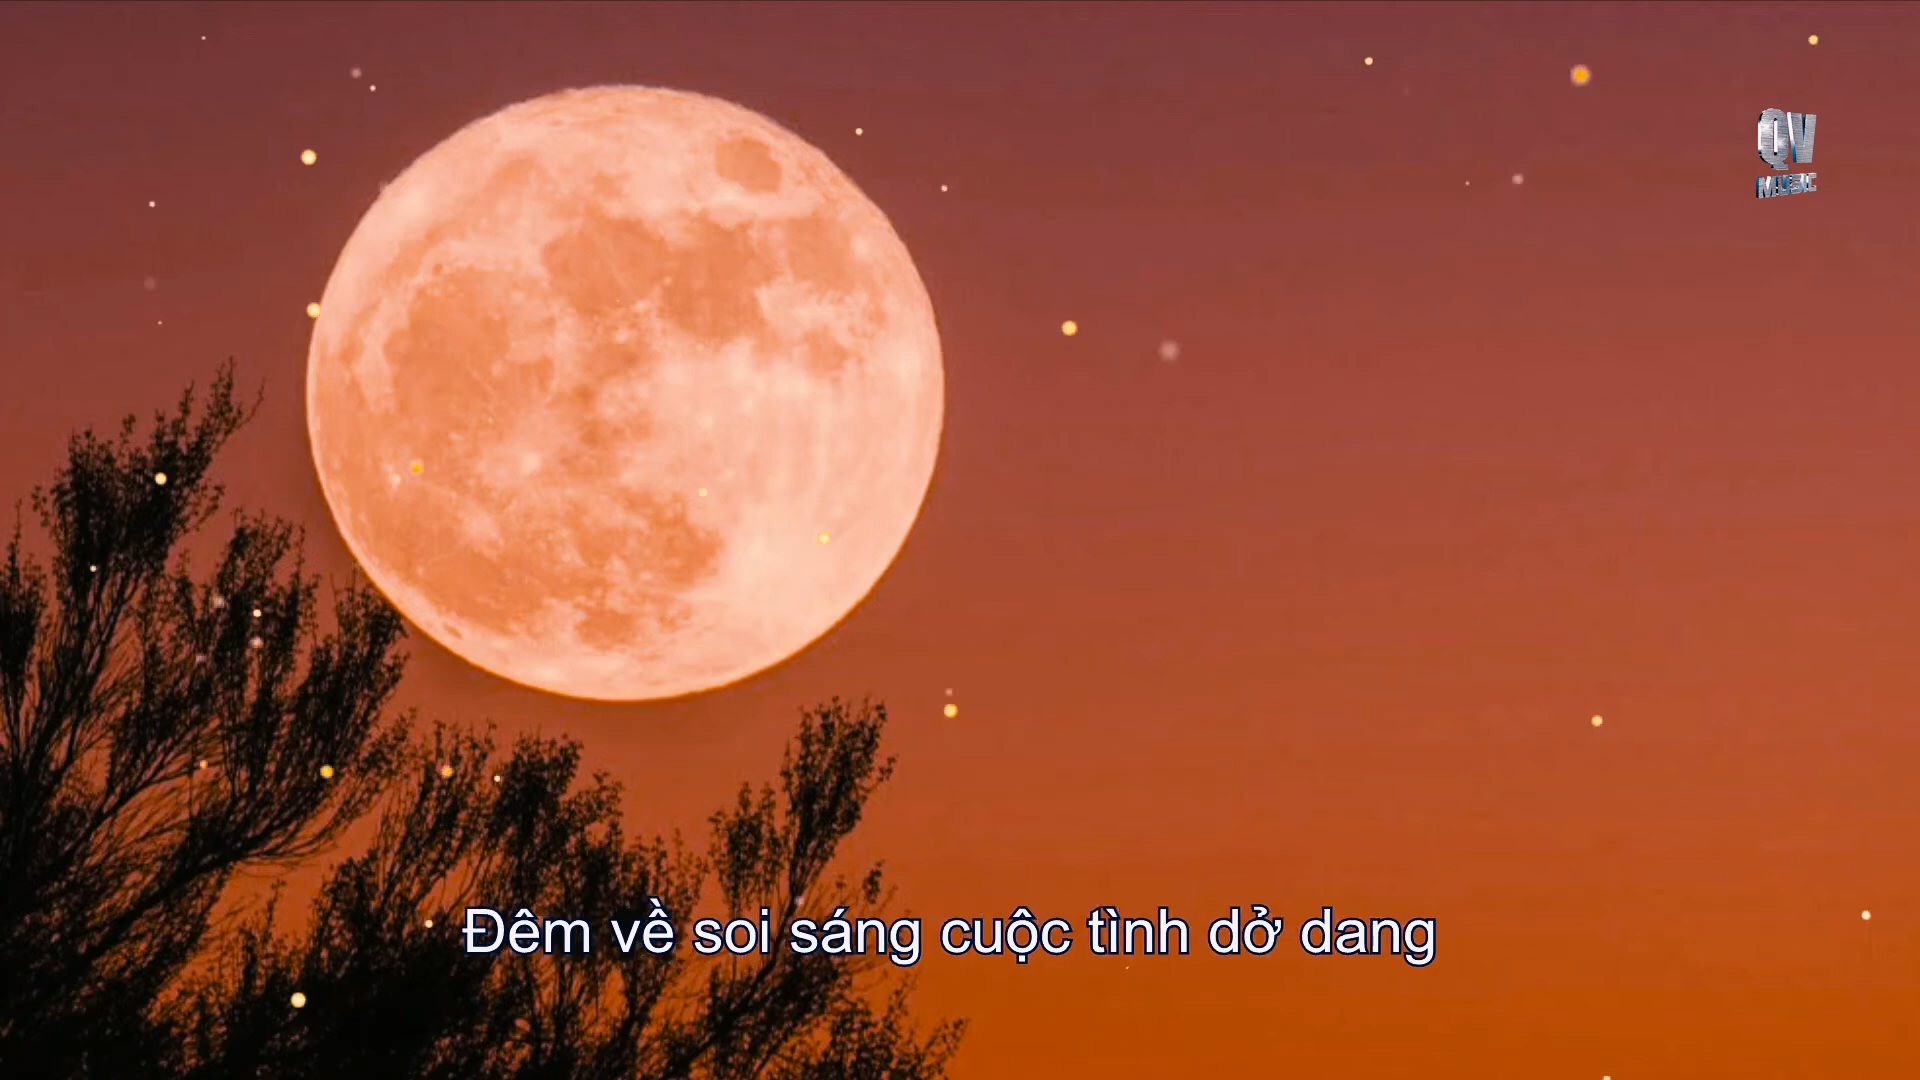 QV
MUSIC
Đêm về soi sáng cuộc tình dở dang